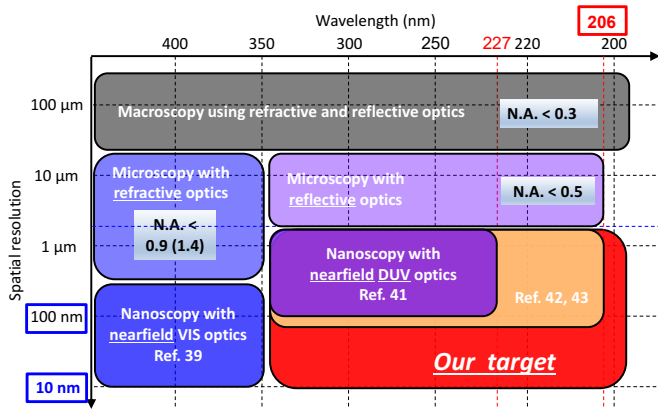 Wavelength (nm)
206
400 350 300 250 227 220 200
100 µm
Macroscopy using refractive and reflective optics
N.A. < 0.3
10 µm
Microscopy with
refractive optics
N.A. <
0.9 (1.4)
Microscopy with
reflective optics
N.A. < 0.5
Spatial resolution
1 µm
Nanoscopy with
nearfield DUV optics
Ref. 41
Ref. 42, 43
100 nm
Nanoscopy with
nearfield VIS optics
Ref. 39
Our target
10 nm